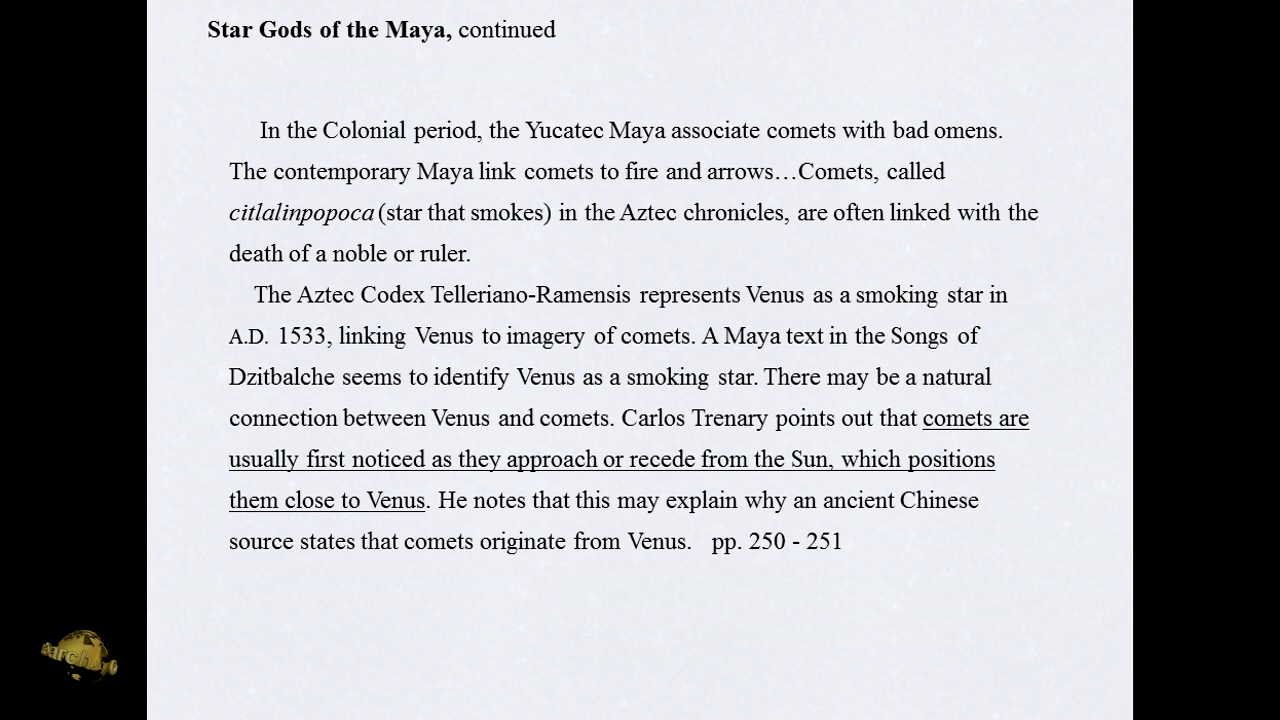 Star Gods of the Maya, continued
In the Colonial period, the Yucatec Maya associate comets with bad omens.
The contemporary Maya link comets to fire and arrows…Comets, called
citlalinpopoca (star that smokes) in the Aztec chronicles, are often linked with the
death of a noble or ruler.
The Aztec Codex Telleriano-Ramensis represents Venus as a smoking star in
A.D. 1533, linking Venus to imagery of comets. A Maya text in the Songs of
Dzitbalche seems to identify Venus as a smoking star. There may be a natural
connection between Venus and comets. Carlos Trenary points out that comets are
usually first noticed as they approach or recede from the Sun, which positions
them close to Venus. He notes that this may explain why an ancient Chinese
source states that comets originate from Venus. pp. 250 - 251